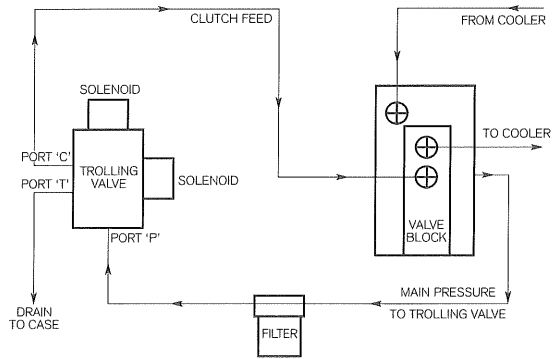 CLUTCH FEED
FROM COOLER
SOLENOID
TO COOLER
PORT 'C'
TROLLING
VALVE
PORT 'T'
SOLENOID
VALVE
BLOCK
PORT 'P'
MAIN PRESSURE
TO TROLLING VALVE
DRAIN
TO CASE
FILTER